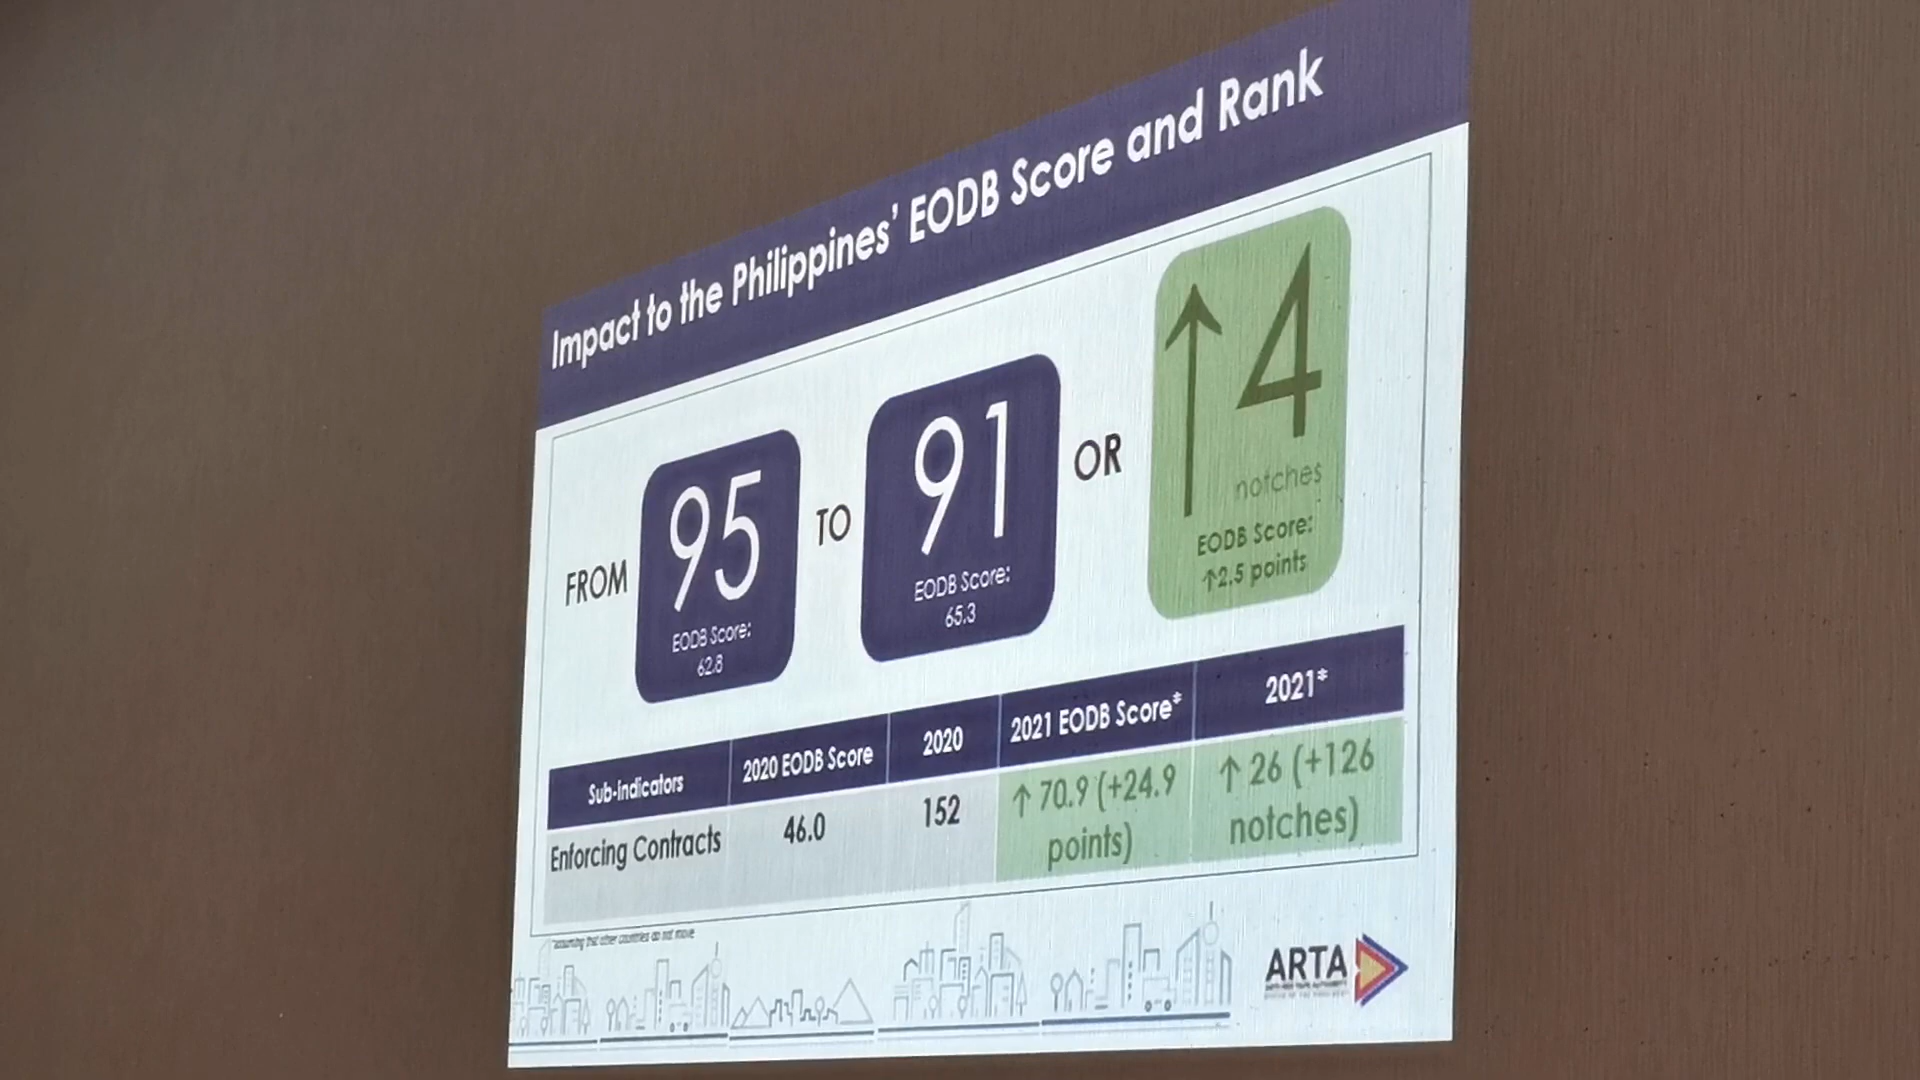 Impact to the Philippines' EODB Score and Rank
FROM
95
EODB Score:
62.8
TO
91
EODB Score:
65.3
OR
↑4
notches
EODB Score:
↑2.5 points
Sub-indicators
2020 EODB Score
2020
2021 EODB Score*
2021*
Enforcing Contracts
46.0
152
↑ 70.9 (+24.9
points)
↑ 26 (+126
notches)
*assuming that other countries do not move
ARTA